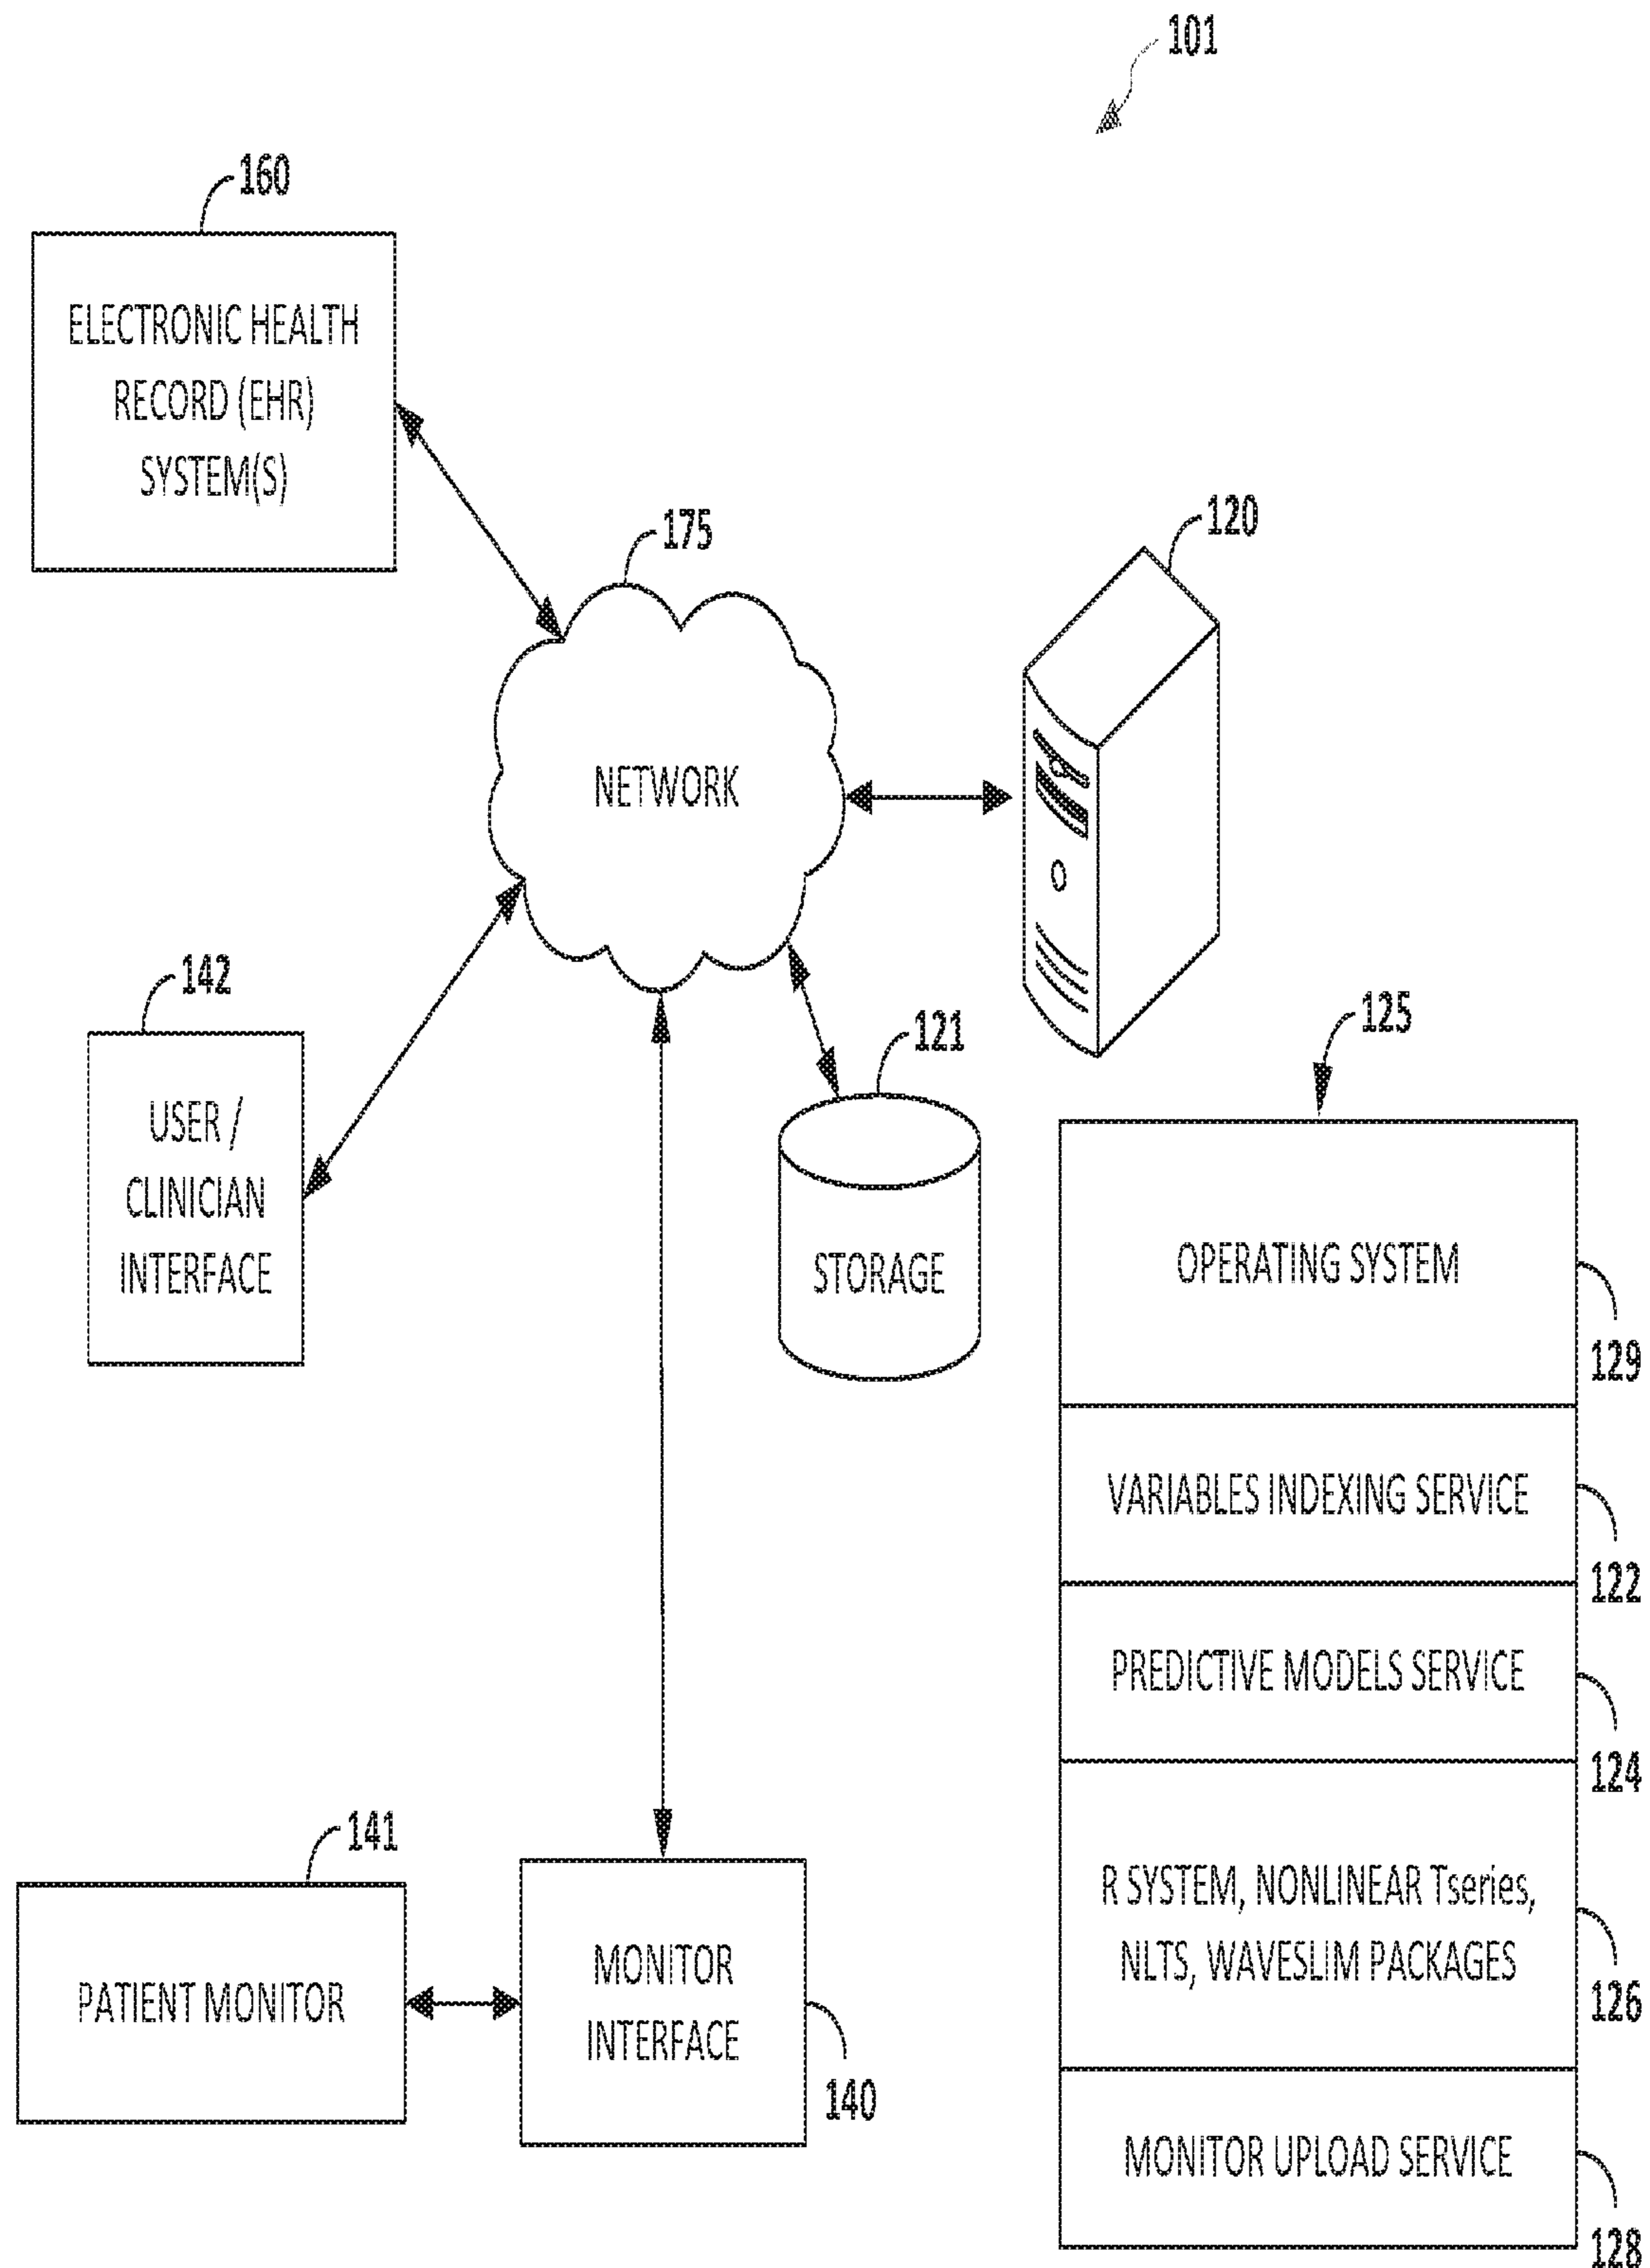 101
160
ELECTRONIC HEALTH
RECORD (EHR)
SYSTEM(S)
175
120
NETWORK
142
USER /
CLINICIAN
INTERFACE
121
STORAGE
125
OPERATING SYSTEM
129
VARIABLES INDEXING SERVICE
122
PREDICTIVE MODELS SERVICE
124
R SYSTEM, NONLINEAR Tseries,
NLTS, WAVESLIM PACKAGES
126
MONITOR UPLOAD SERVICE
128
141
PATIENT MONITOR
MONITOR
INTERFACE
140